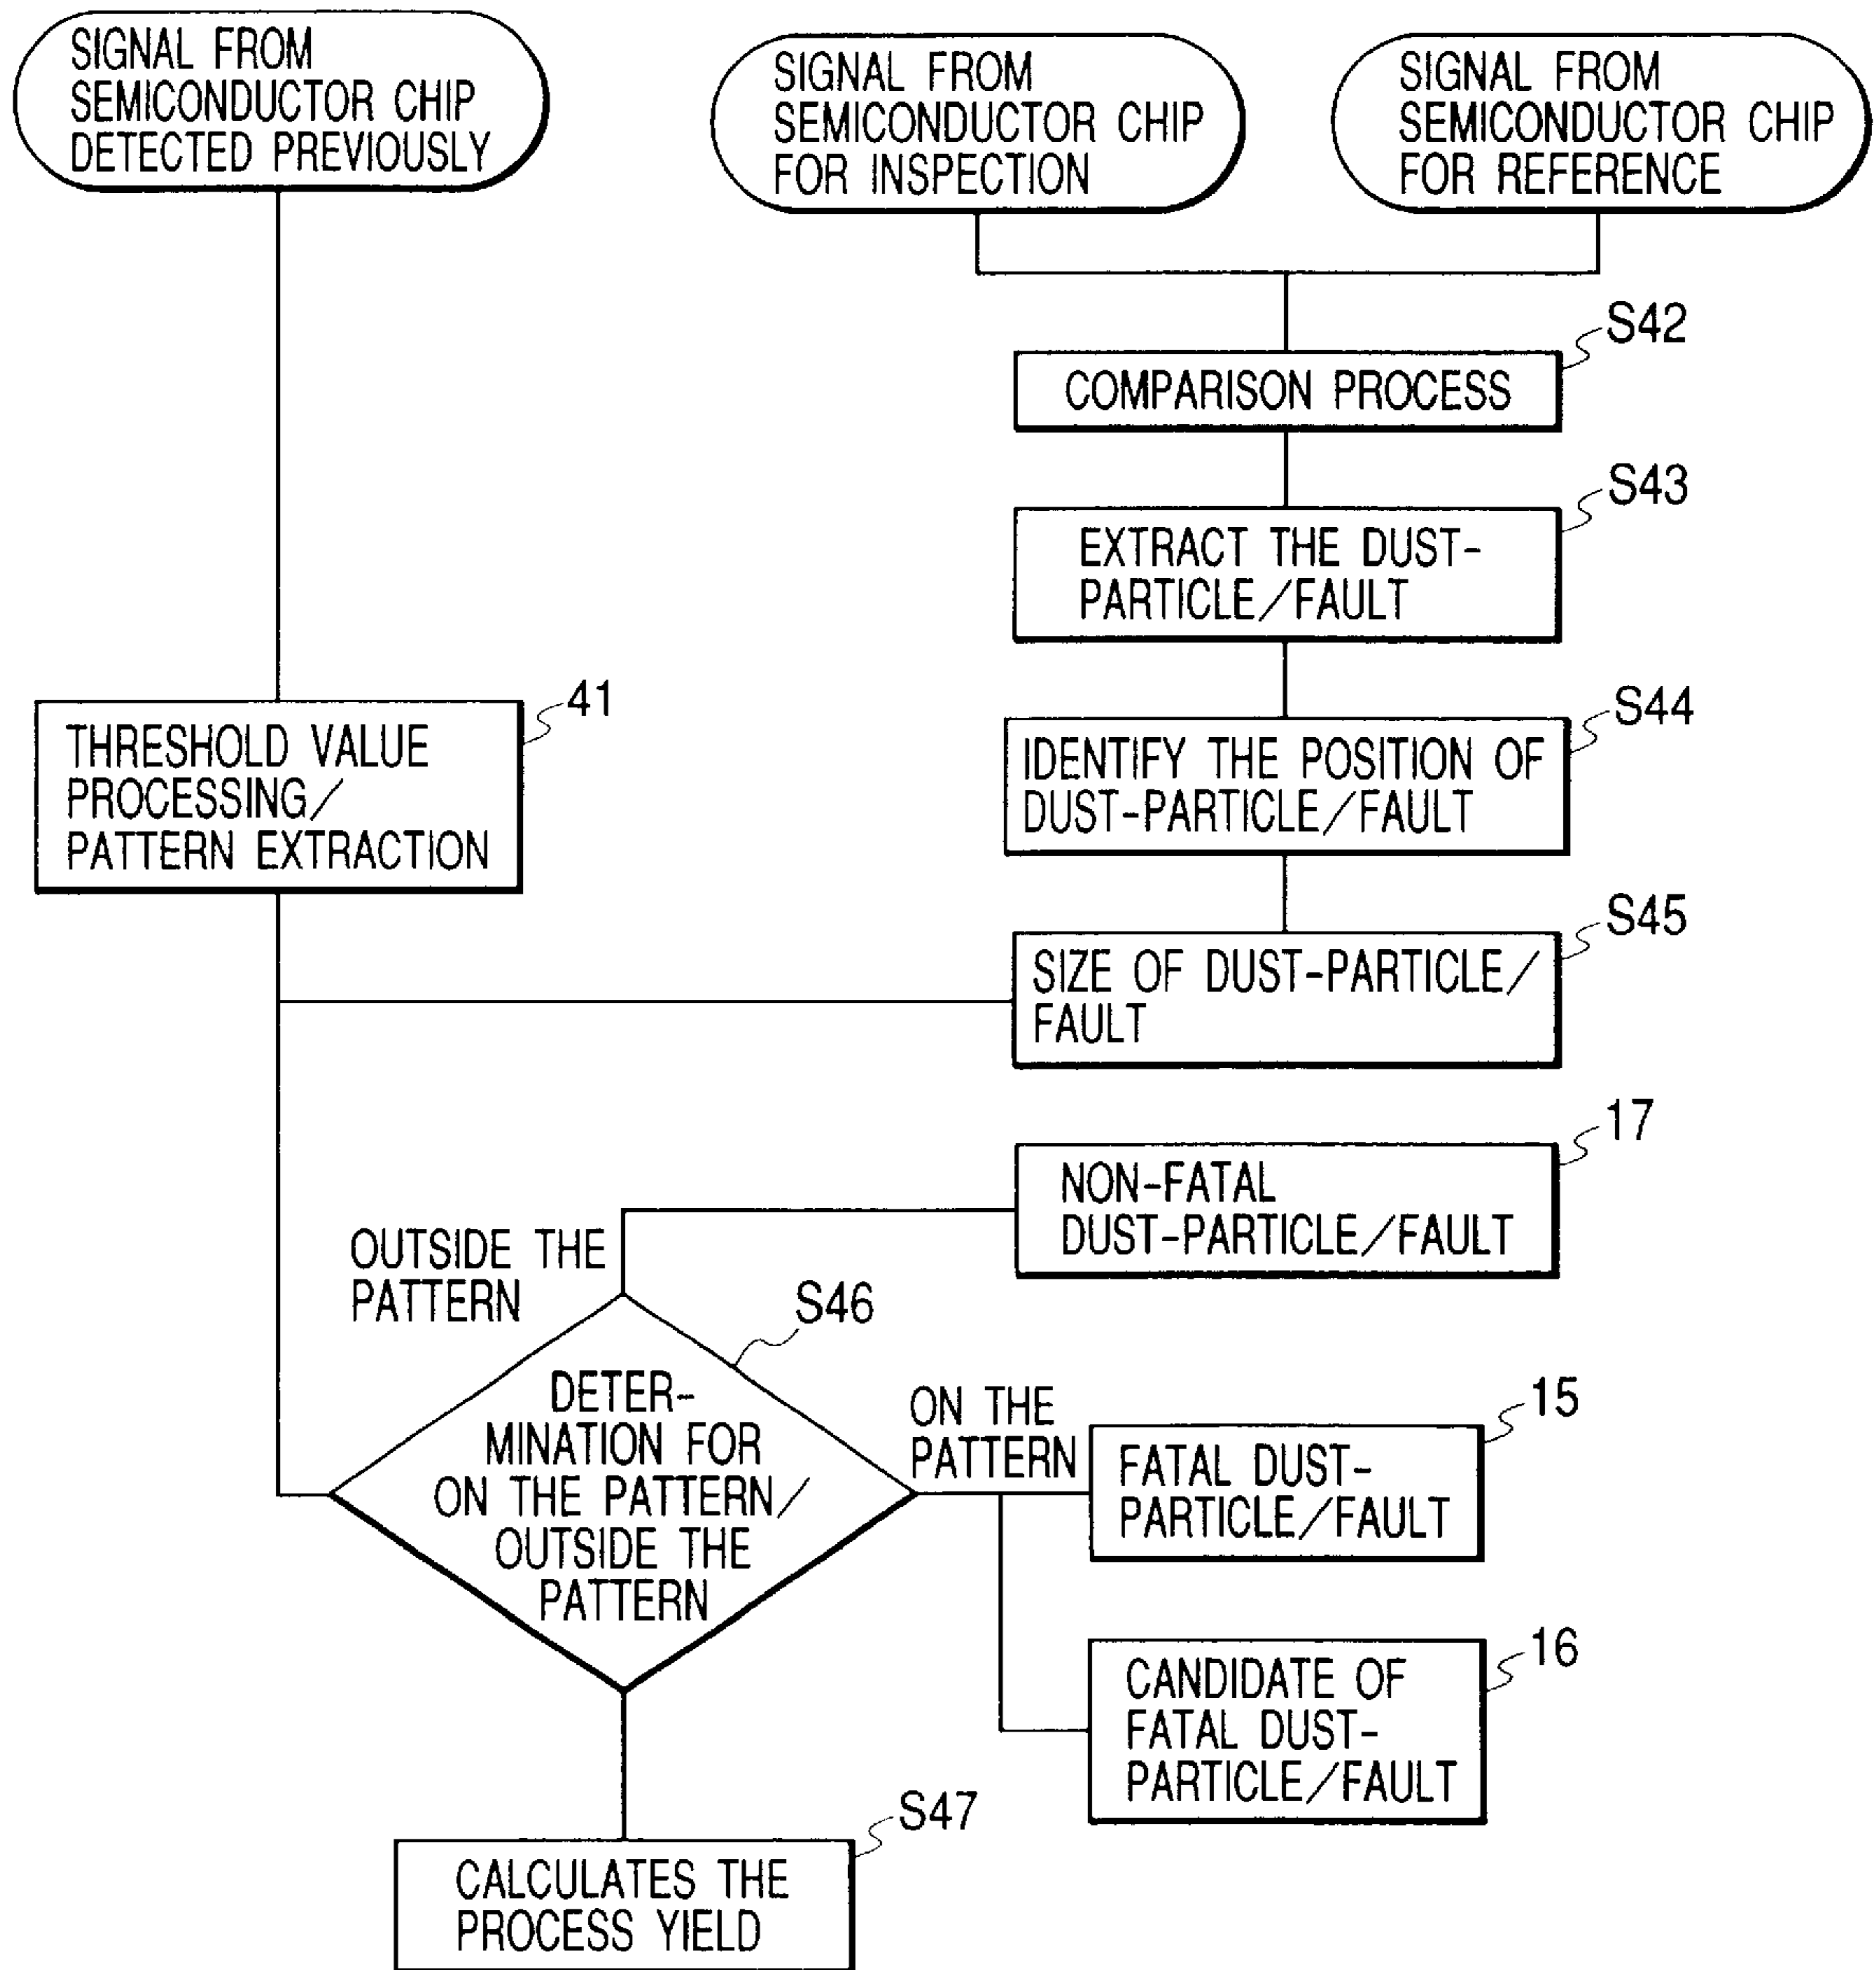 SIGNAL FROM
SEMICONDUCTOR CHIP
DETECTED PREVIOUSLY
SIGNAL FROM
SEMICONDUCTOR CHIP
FOR INSPECTION
SIGNAL FROM
SEMICONDUCTOR CHIP
FOR REFERENCE
S42
COMPARISON PROCESS
S43
EXTRACT THE DUST-
PARTICLE/FAULT
41
THRESHOLD VALUE
PROCESSING/
PATTERN EXTRACTION
S44
IDENTIFY THE POSITION OF
DUST-PARTICLE/FAULT
S45
SIZE OF DUST-PARTICLE/
FAULT
17
NON-FATAL
DUST-PARTICLE/FAULT
OUTSIDE THE
PATTERN
S46
DETER-
MINATION FOR
ON THE PATTERN/
OUTSIDE THE
PATTERN
ON THE
PATTERN
15
FATAL DUST-
PARTICLE/FAULT
16
CANDIDATE OF
FATAL DUST-
PARTICLE/FAULT
S47
CALCULATES THE
PROCESS YIELD